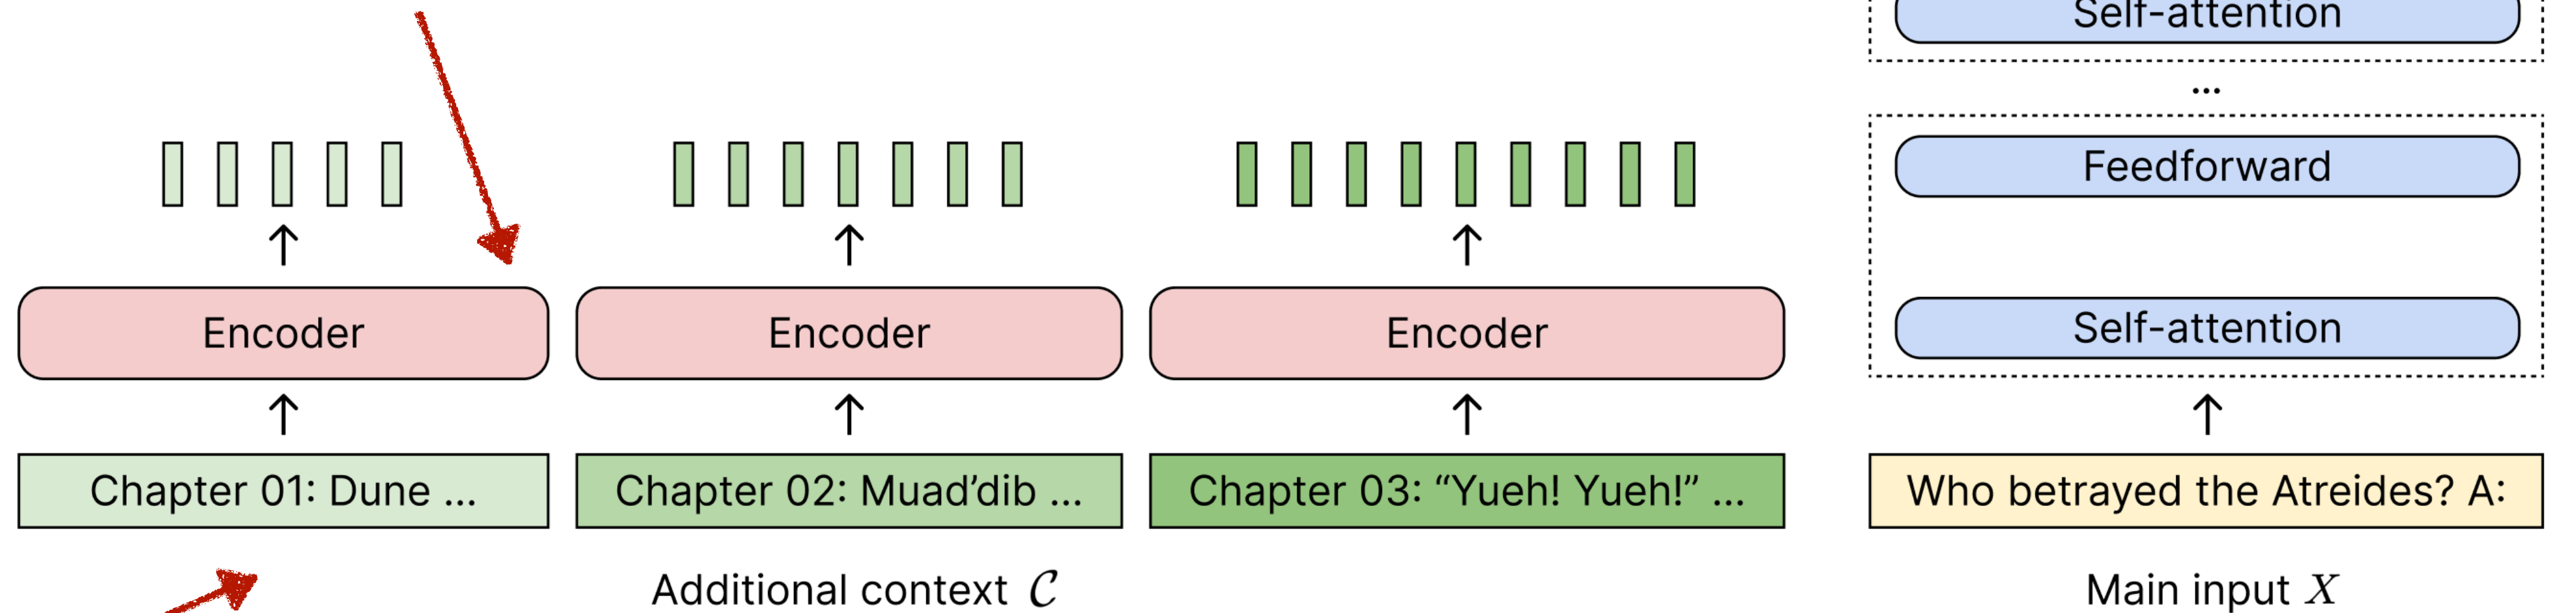 Self-attention
...
Feedforward
Encoder
Encoder
Encoder
Self-attention
Chapter 01: Dune ...
Chapter 02: Muad’dib ...
Chapter 03: “Yueh! Yueh!” ...
Who betrayed the Atreides? A:
Additional context 𝒞
Main input X